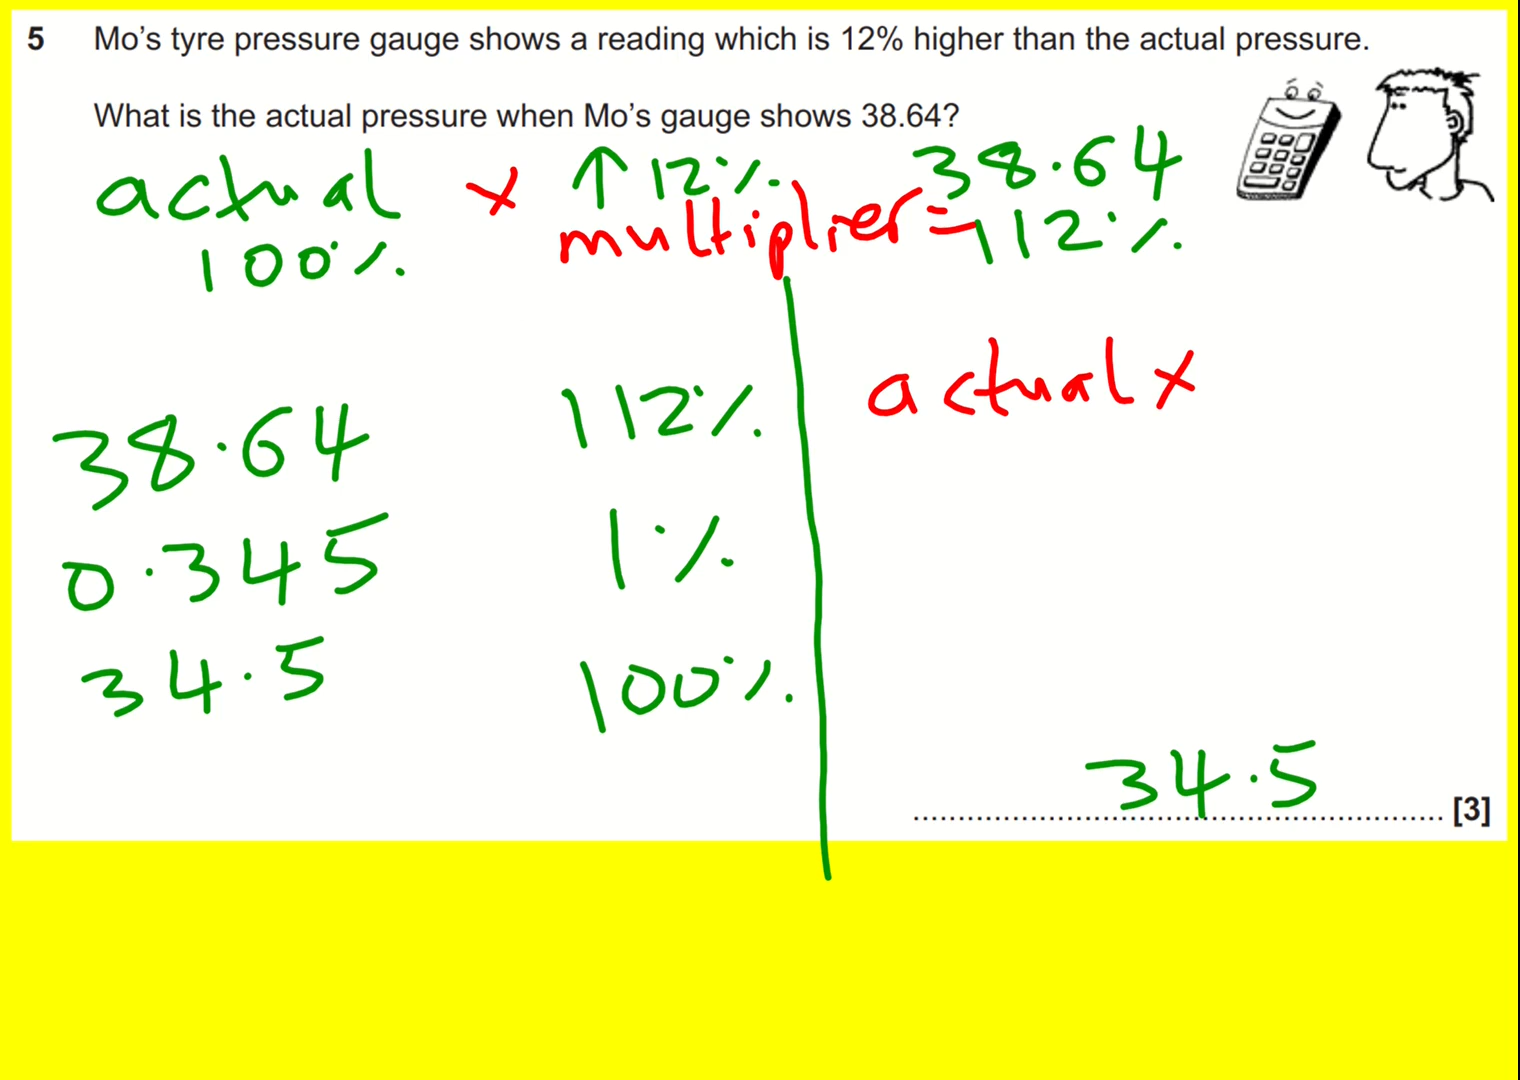 5 Mo’s tyre pressure gauge shows a reading which is 12% higher than the actual pressure.
What is the actual pressure when Mo’s gauge shows 38.64?
actual × ↑ 12% 38.64
100% multiplier = 112%
actual ×
38.64 112%
0.345 1%
34.5 100%
34.5
[3]